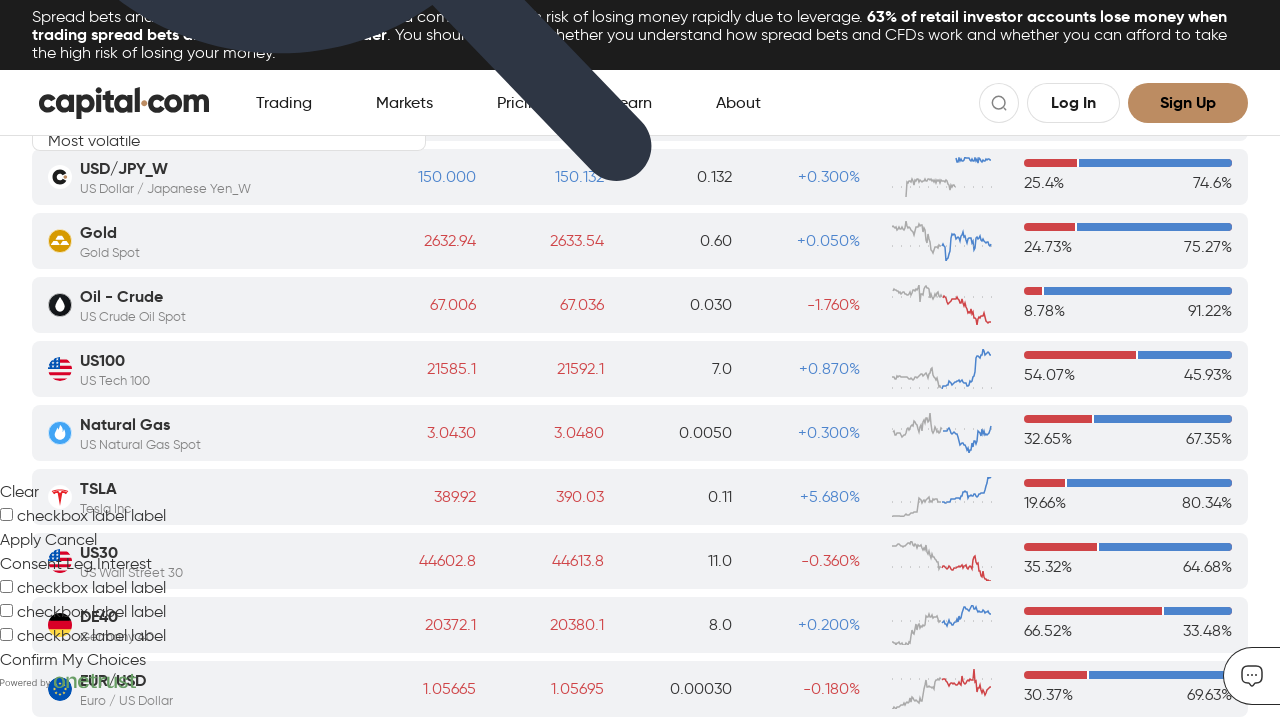 Spread bets and
risk of losing money rapidly due to leverage. 63% of retail investor accounts lose money when
trading spread bets . You should whether you understand how spread bets and CFDs work and whether you can afford to take
the high risk of losing your money.
capital.com
Trading
Markets
Pricing
Learn
About
Log In
Sign Up
Most volatile
USD/JPY_W
US Dollar / Japanese Yen_W
150.000
150.132
0.132
+0.300%
25.4%
74.6%
Gold
Gold Spot
2632.94
2633.54
0.60
+0.050%
24.73%
75.27%
Oil - Crude
US Crude Oil Spot
67.006
67.036
0.030
-1.760%
8.78%
91.22%
US100
US Tech 100
21585.1
21592.1
7.0
+0.870%
54.07%
45.93%
Natural Gas
US Natural Gas Spot
3.0430
3.0480
0.0050
+0.300%
32.65%
67.35%
TSLA
Tesla Inc
389.92
390.03
0.11
+5.680%
19.66%
80.34%
Clear
checkbox label label
Apply Cancel
US30
US Wall Street 30
44602.8
44613.8
11.0
-0.360%
35.32%
64.68%
Consent Leg.Interest
checkbox label label
checkbox label label
checkbox label label
DE40
20372.1
20380.1
8.0
+0.200%
66.52%
33.48%
Confirm My Choices
Powered by onetrust
EUR/USD
Euro / US Dollar
1.05665
1.05695
0.00030
-0.180%
30.37%
69.63%